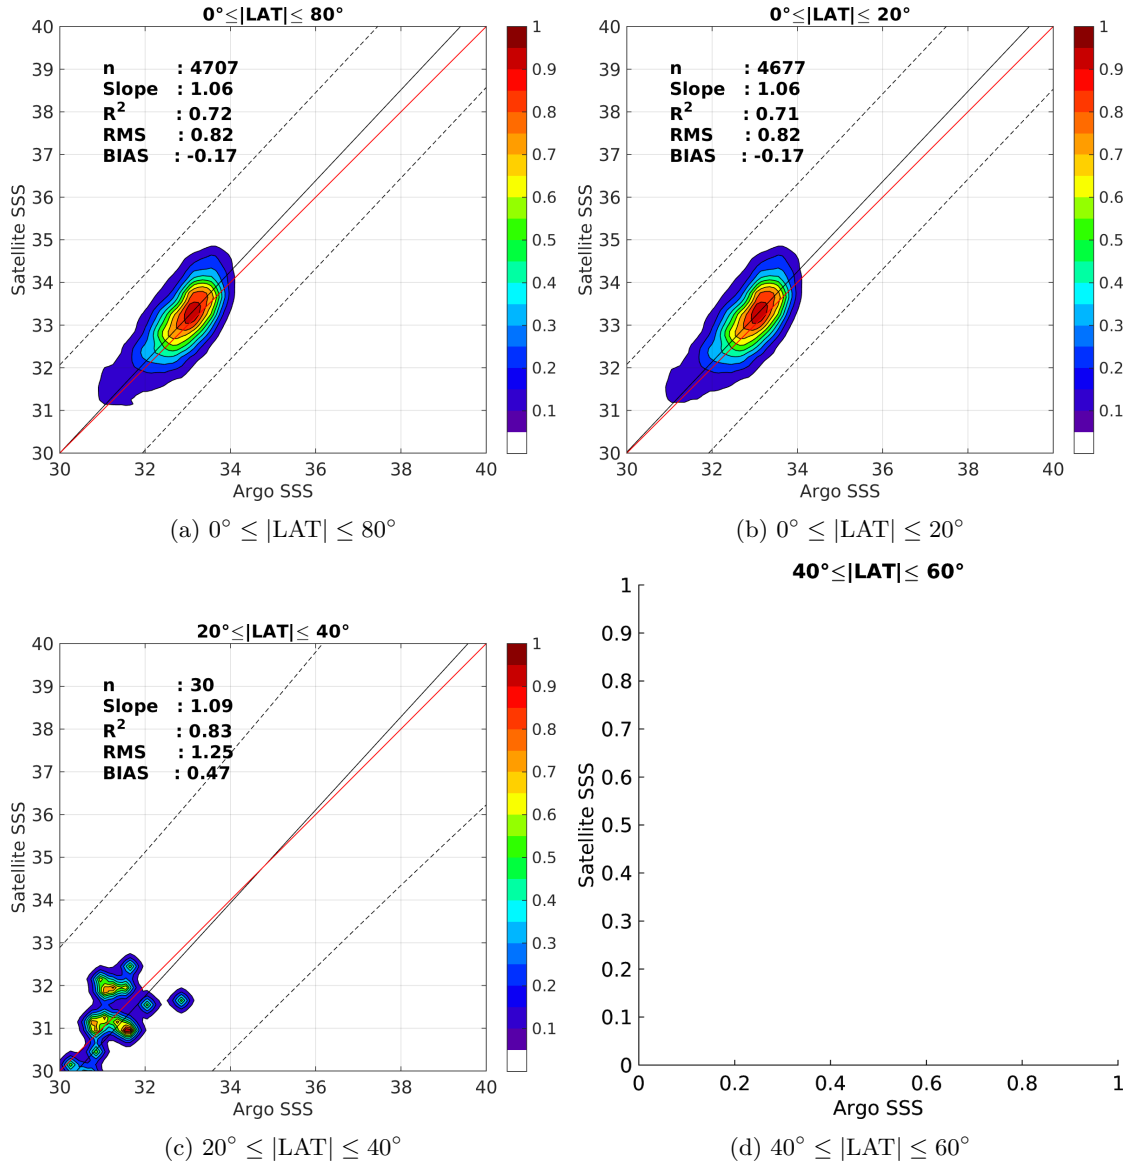 0°≤|LAT|≤ 80°
n : 4707
Slope : 1.06
R² : 0.72
RMS : 0.82
BIAS : -0.17
40
39
38
37
36
35
34
33
32
31
30
30 32 34 36 38 40
Satellite SSS
Argo SSS
1
0.9
0.8
0.7
0.6
0.5
0.4
0.3
0.2
0.1
(a) 0° ≤ |LAT| ≤ 80°
0°≤|LAT|≤ 20°
n : 4677
Slope : 1.06
R² : 0.71
RMS : 0.82
BIAS : -0.17
40
39
38
37
36
35
34
33
32
31
30
30 32 34 36 38 40
Satellite SSS
Argo SSS
1
0.9
0.8
0.7
0.6
0.5
0.4
0.3
0.2
0.1
(b) 0° ≤ |LAT| ≤ 20°
20°≤|LAT|≤ 40°
n : 30
Slope : 1.09
R² : 0.83
RMS : 1.25
BIAS : 0.47
40
39
38
37
36
35
34
33
32
31
30
30 32 34 36 38 40
Satellite SSS
Argo SSS
1
0.9
0.8
0.7
0.6
0.5
0.4
0.3
0.2
0.1
(c) 20° ≤ |LAT| ≤ 40°
40°≤|LAT|≤ 60°
1
0.9
0.8
0.7
0.6
0.5
0.4
0.3
0.2
0.1
0
0 0.2 0.4 0.6 0.8 1
Satellite SSS
Argo SSS
(d) 40° ≤ |LAT| ≤ 60°